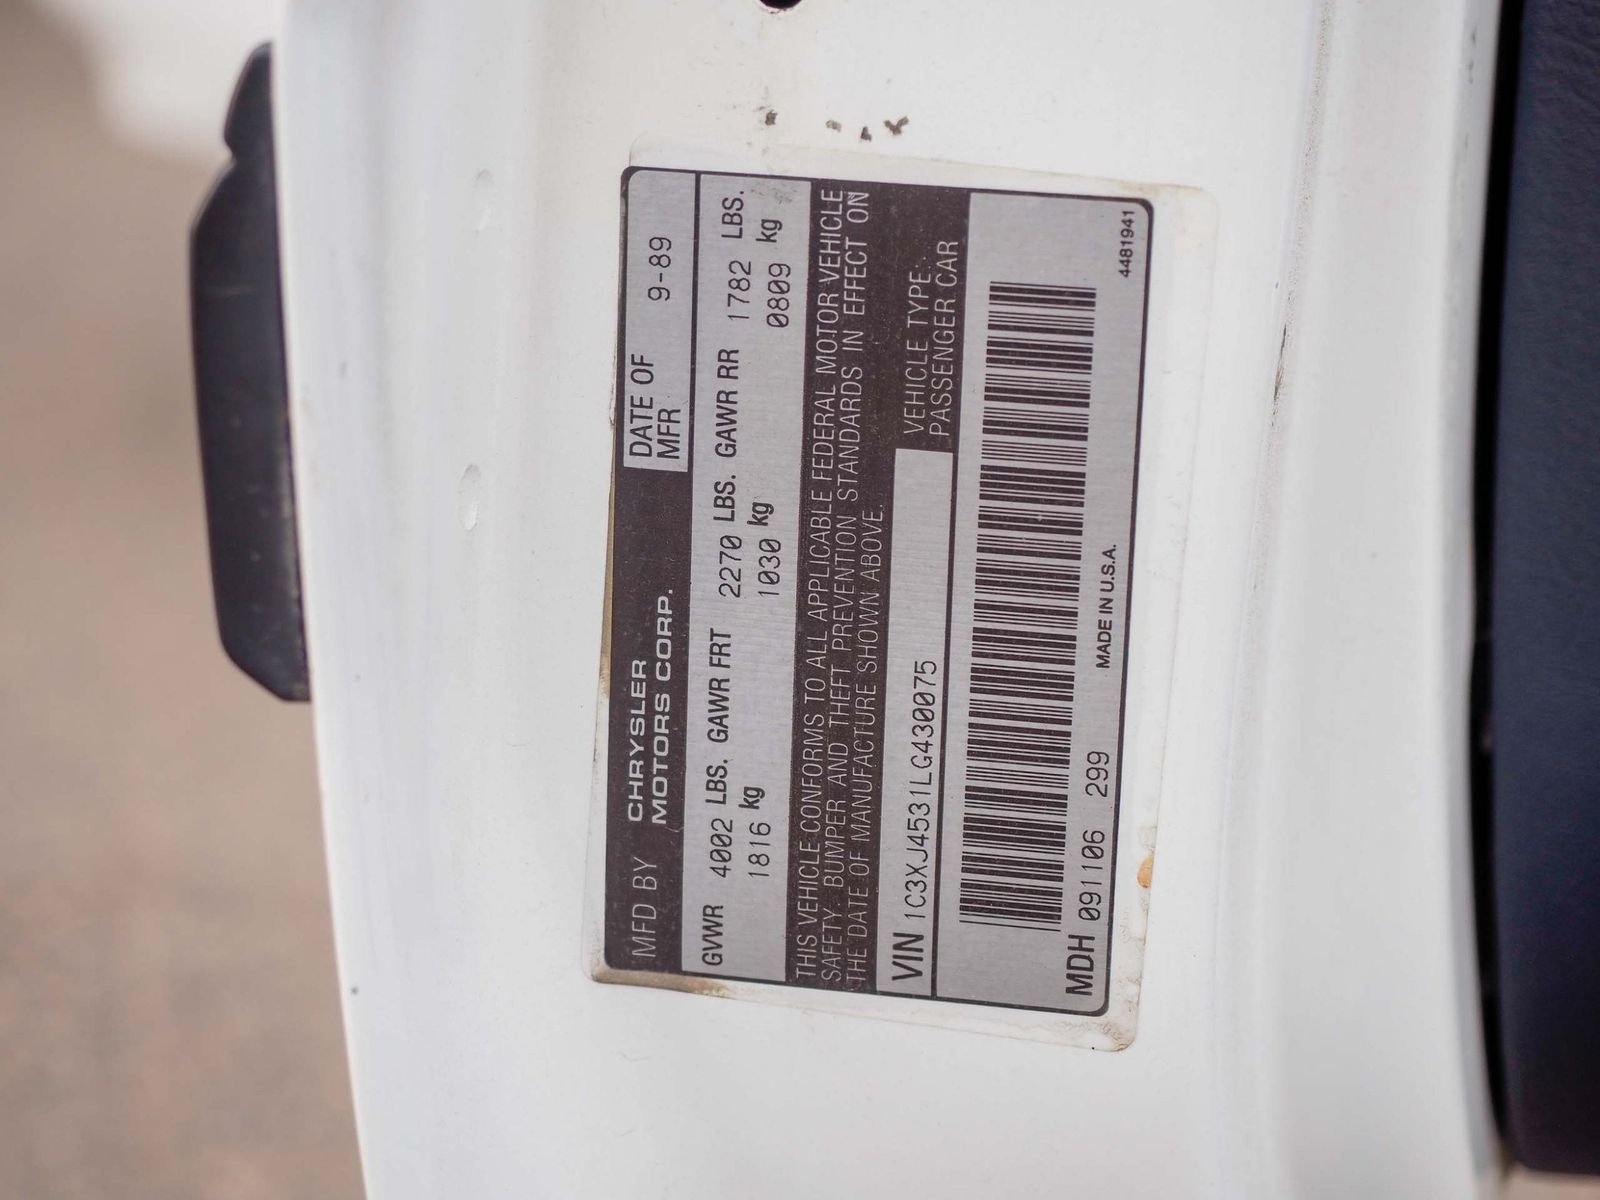 MFD BY CHRYSLER MOTORS CORP.
DATE OF MFR 9-89
GVWR 4002 LBS. GAWR FRT 2270 LBS. GAWR RR 1782 LBS.
1816 kg 1030 kg 0809 kg
THIS VEHICLE CONFORMS TO ALL APPLICABLE FEDERAL MOTOR VEHICLE
SAFETY, BUMPER AND THEFT PREVENTION STANDARDS IN EFFECT ON
THE DATE OF MANUFACTURE SHOWN ABOVE.
VIN 1C3XJ4531LG430075
VEHICLE TYPE:
PASSENGER CAR
MDH 091106 299
MADE IN U.S.A.
4481941